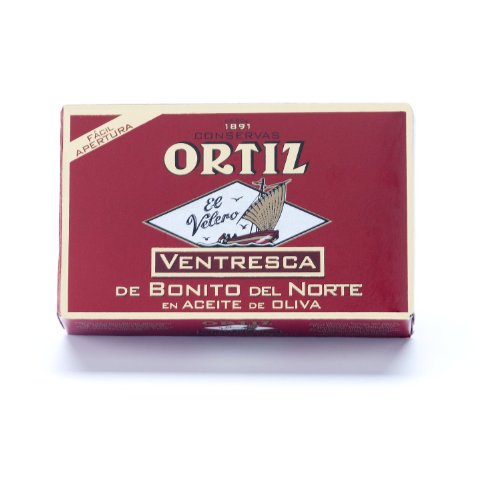 FÁCIL
APERTURA
1891
CONSERVAS
ORTIZ
El
Velero
VENTRESCA
DE BONITO DEL NORTE
EN ACEITE DE OLIVA